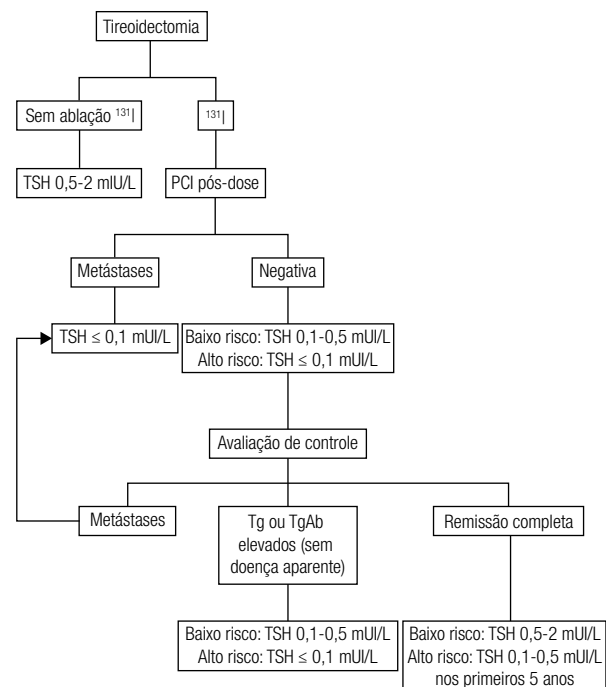 Tireoidectomia
Sem ablação ¹³¹I
¹³¹I
TSH 0,5-2 mIU/L
PCI pós-dose
Metástases
Negativa
TSH ≤ 0,1 mUI/L
Baixo risco: TSH 0,1-0,5 mUI/L
Alto risco: TSH ≤ 0,1 mUI/L
Avaliação de controle
Metástases
Tg ou TgAb
elevados (sem
doença aparente)
Remissão completa
Baixo risco: TSH 0,1-0,5 mUI/L
Alto risco: TSH ≤ 0,1 mUI/L
Baixo risco: TSH 0,5-2 mUI/L
Alto risco: TSH 0,1-0,5 mUI/L
nos primeiros 5 anos